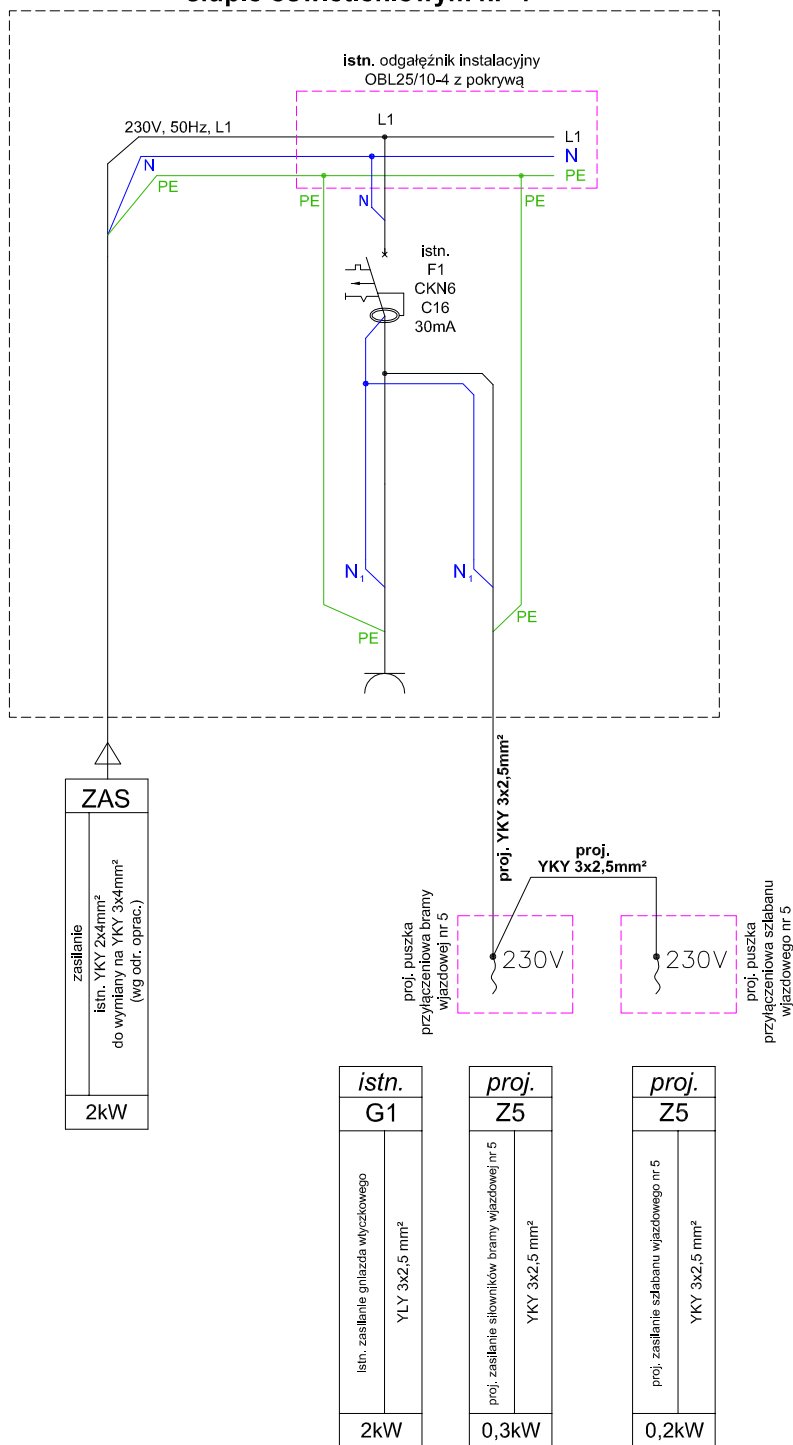 istn. odgałęźnik instalacyjny
OBL25/10-4 z pokrywą
L1
230V, 50Hz, L1
L1
N
N
PE
PE
PE
N
PE
istn.
F1
CKN6
C16
30mA
N₁
N₁
PE
PE
proj. YKY 3x2,5mm²
proj.
YKY 3x2,5mm²
ZAS
zasilanie
istn. YKY 2x4mm²
do wymiany na YKY 3x4mm²
(wg odr. oprac.)
2kW
proj. puszka
przyłączeniowa bramy
wjazdowej nr 5
230V
230V
proj. puszka
przyłączeniowa szlabanu
wjazdowego nr 5
istn.
G1
Istn. zasilanie gniazda wtyczkowego
YLY 3x2,5 mm²
2kW
proj.
Z5
proj. zasilanie siłowników bramy wjazdowej nr 5
YKY 3x2,5 mm²
0,3kW
proj.
Z5
proj. zasilanie szlabanu wjazdowego nr 5
YKY 3x2,5 mm²
0,2kW